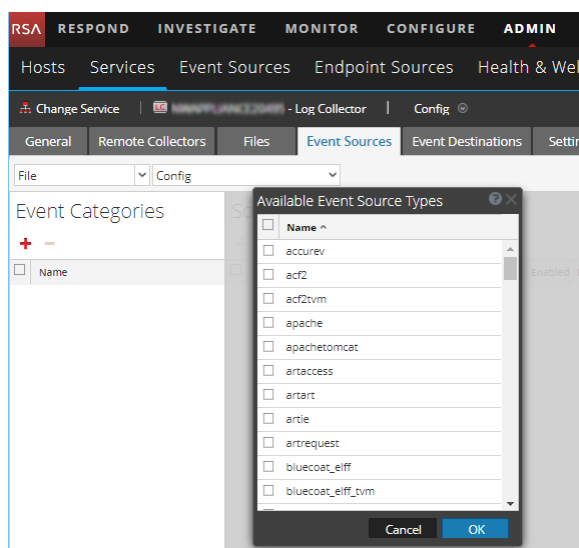 RSA RESPOND INVESTIGATE MONITOR CONFIGURE ADMIN
Hosts Services Event Sources Endpoint Sources Health & Wel
Change Service | LC - Log Collector | Config
General Remote Collectors Files Event Sources Event Destinations Settin
File Config
Event Categories
Available Event Source Types
Name
Name
Enabled
accurev
acf2
acf2tvm
apache
apachetomcat
artaccess
artart
artie
artrequest
bluecoat_elff
bluecoat_elff_tvm
Cancel OK